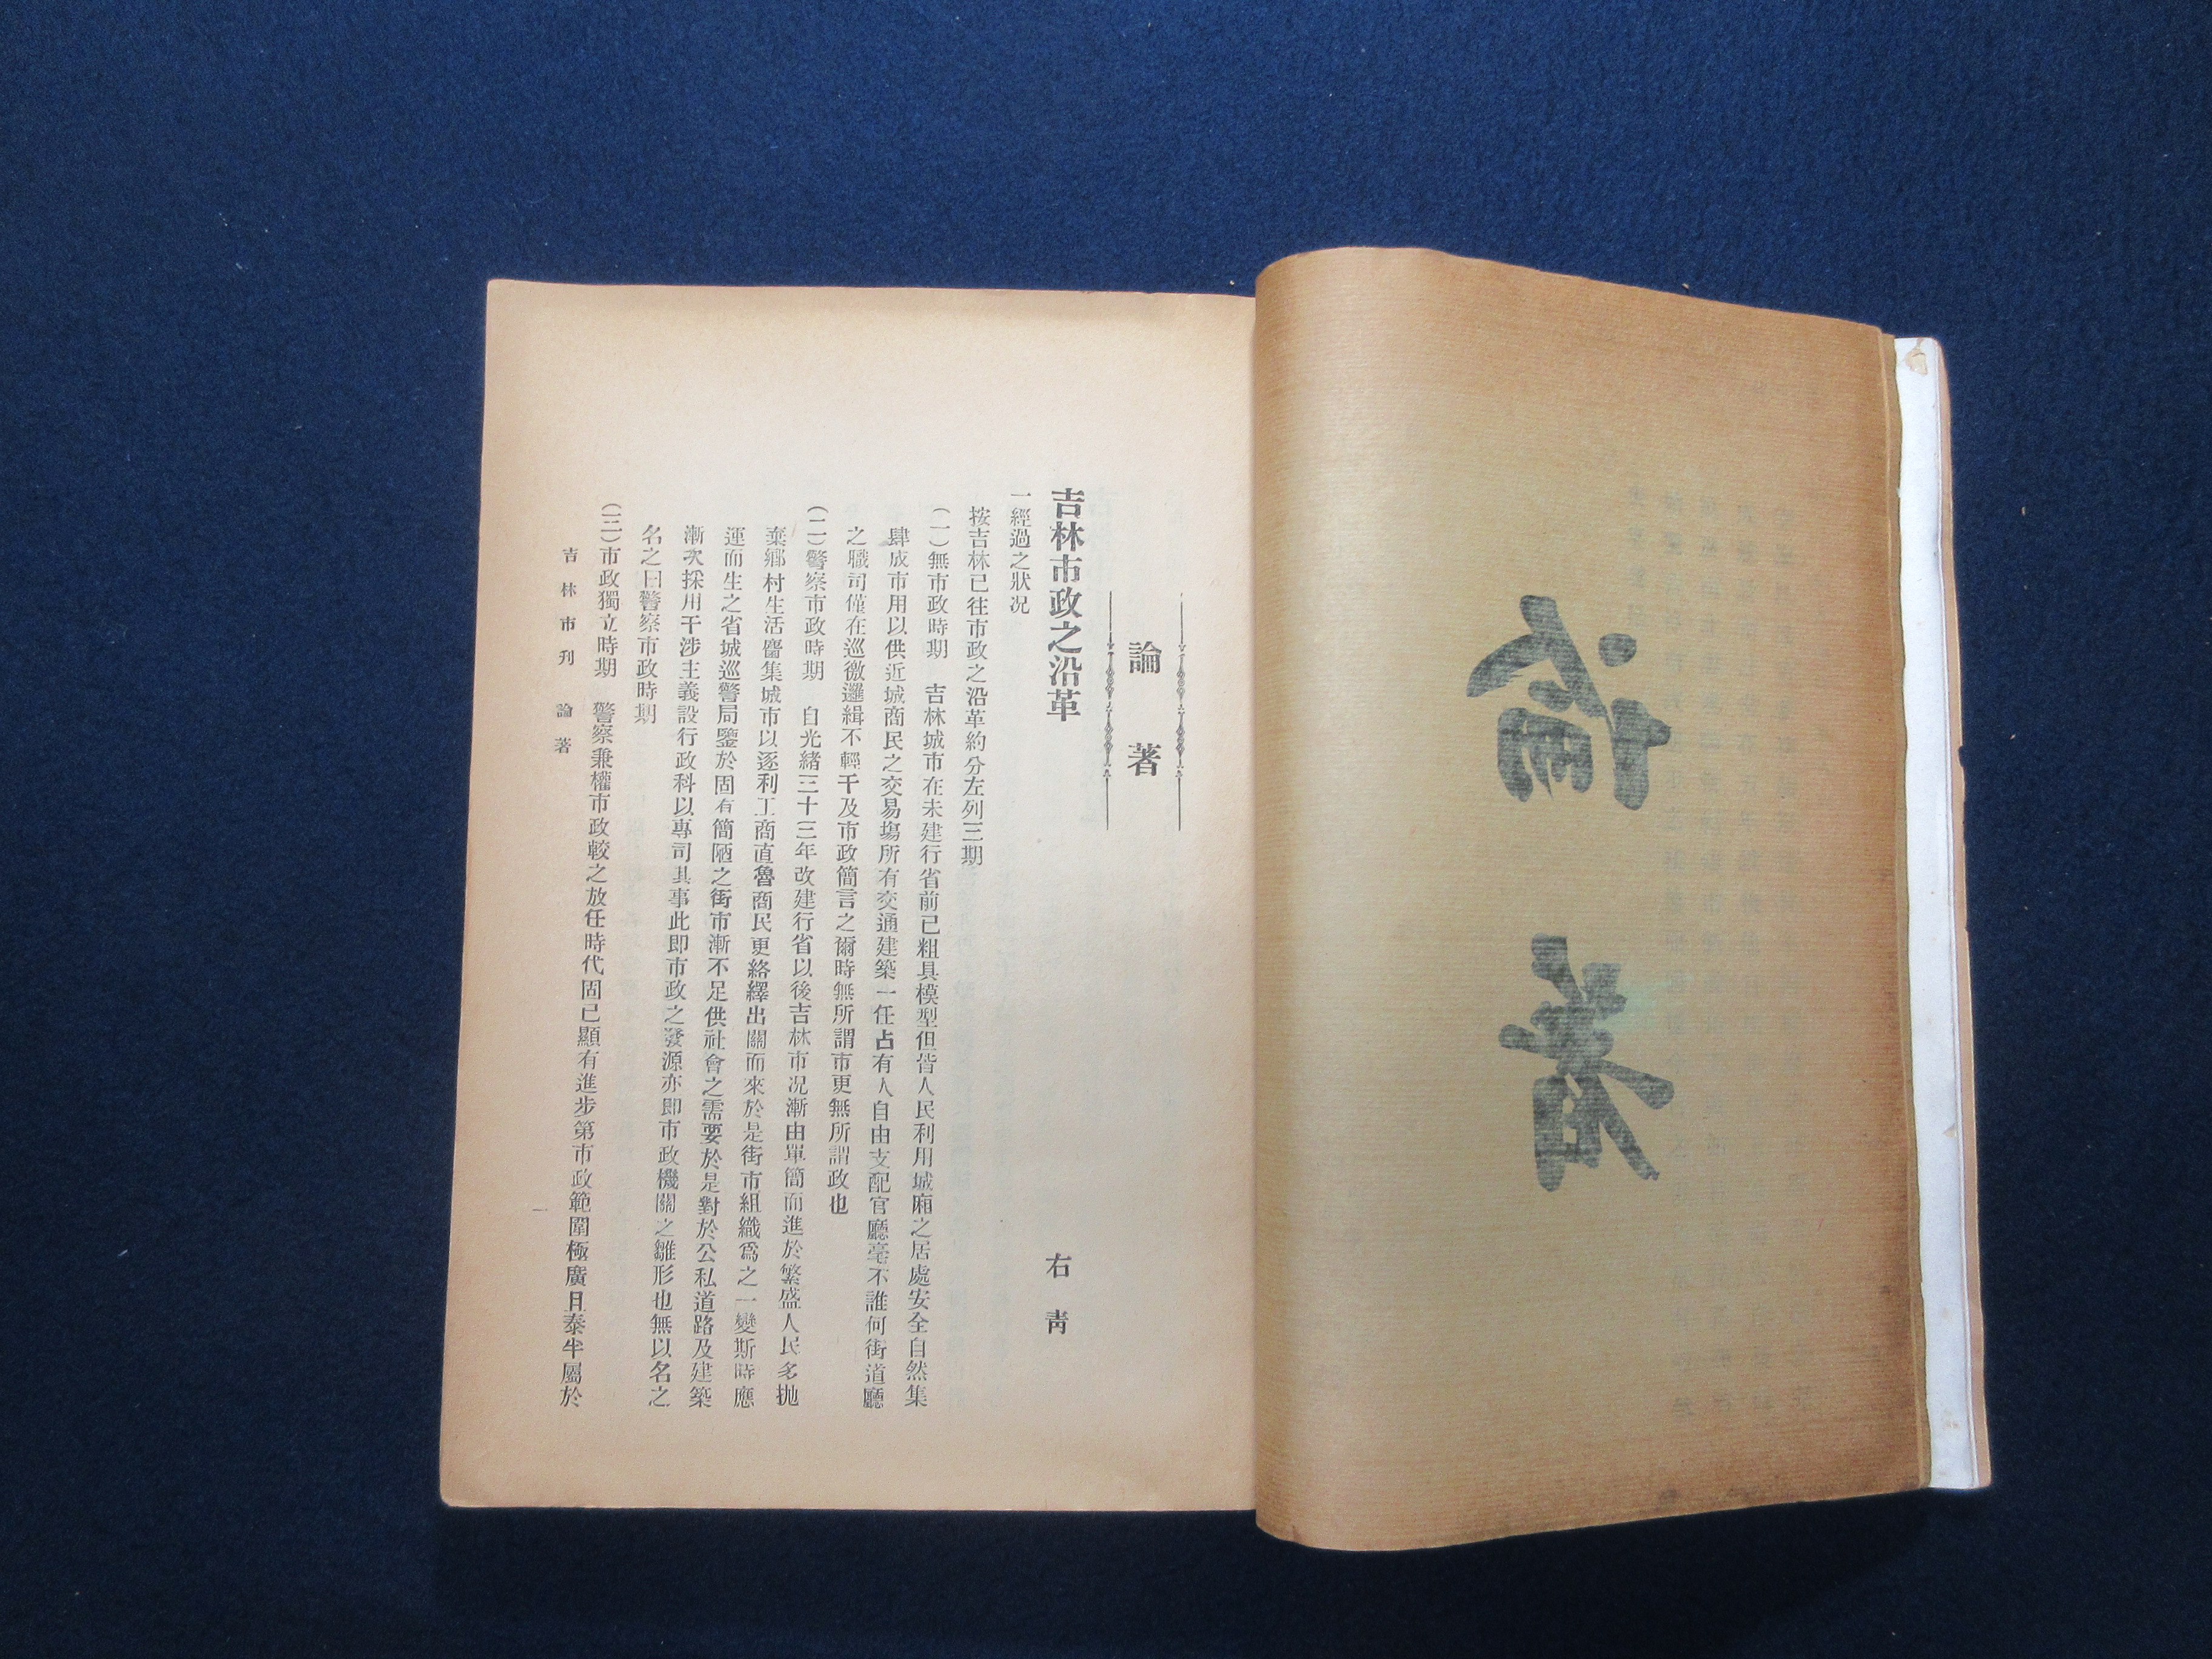 論著
論　著
吉林市政之沿革　右　靑
一經過之狀況
按吉林已往市政之沿革約分左列三期
（一）無市政時期　吉林城市在未建行省前已粗具模型但皆人民利用城廂之居處安全自然集
肆成市用以供近城商民之交易塲所有交通建築一任占有人自由支配官廳毫不誰何街道廳
之職司僅在巡徼邏緝不輕干及市政簡言之爾時無所謂市更無所謂政也
（二）警察市政時期　自光緒三十三年改建行省以後吉林市况漸由單簡而進於繁盛人民多拋
棄鄉村生活麕集城市以逐利工商直魯商民更絡繹出關而來於是街市組織爲之一變斯時應
運而生之省城巡警局鑒於固有簡陋之街市漸不足供社會之需要於是對於公私道路及建築
漸次採用干涉主義設行政科以專司其事此即市政之發源亦即市政機關之雛形也無以名之
名之曰警察市政時期
（三）市政獨立時期　警察兼權市政較之放任時代固已顯有進步第市政範圍極廣且泰半屬於
吉林市刋　論著
一